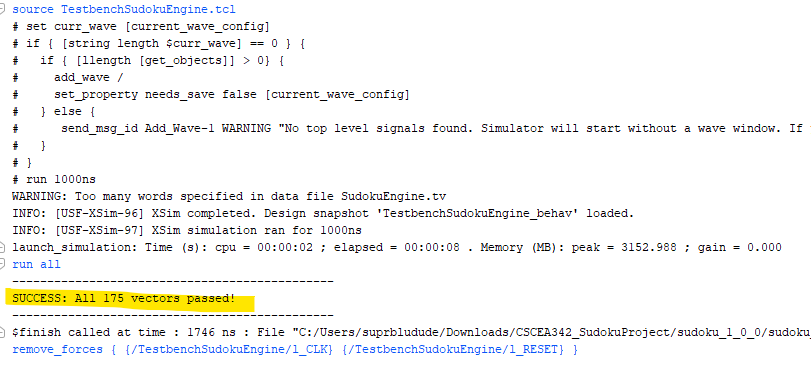 source TestbenchSudokuEngine.tcl
# set curr_wave [current_wave_config]
# if { [string length $curr_wave] == 0 } {
#   if { [llength [get_objects]] > 0} {
#     add_wave /
#     set_property needs_save false [current_wave_config]
#   } else {
#      send_msg_id Add_Wave-1 WARNING "No top level signals found. Simulator will start without a wave window. If
#   }
# }
# run 1000ns
WARNING: Too many words specified in data file SudokuEngine.tv
INFO: [USF-XSim-96] XSim completed. Design snapshot 'TestbenchSudokuEngine_behav' loaded.
INFO: [USF-XSim-97] XSim simulation ran for 1000ns
launch_simulation: Time (s): cpu = 00:00:02 ; elapsed = 00:00:08 . Memory (MB): peak = 3152.988 ; gain = 0.000
run all
-----------------------------------------------
SUCCESS: All 175 vectors passed!
-----------------------------------------------
$finish called at time : 1746 ns : File "C:/Users/suprbludude/Downloads/CSCEA342_SudokuProject/sudoku_1_0_0/sudoku_
remove_forces { {/TestbenchSudokuEngine/l_CLK} {/TestbenchSudokuEngine/l_RESET} }